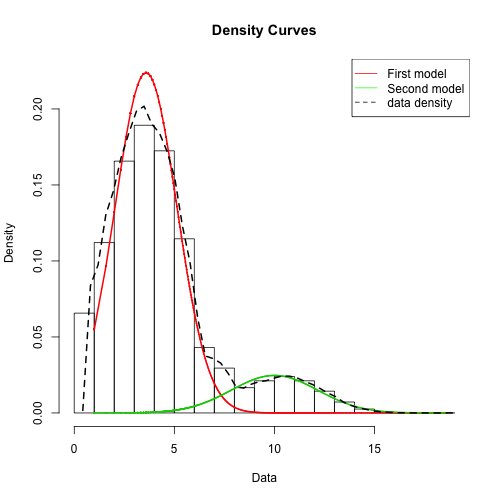 Density Curves
First model
Second model
data density
0.20
0.15
0.10
0.05
0.00
Density
0 5 10 15
Data